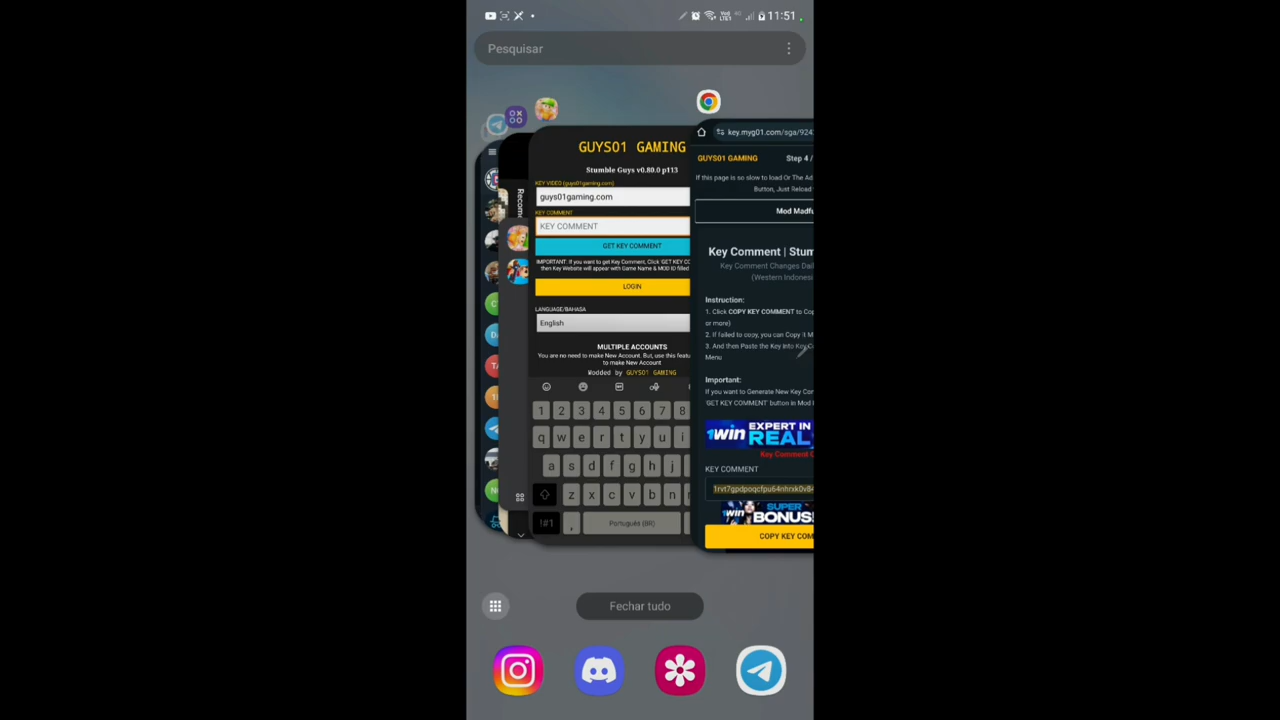 11:51
Pesquisar
key.myg01.com/sga/924
GUYS01 GAMING
Stumble Guys v0.80.0 p113
KEY VIDEO (guys01gaming.com)
guys01gaming.com
KEY COMMENT
KEY COMMENT
GET KEY COMMENT
IMPORTANT: If you want to get Key Comment, Click 'GET KEY CO
then Key Website will appear with Game Name & MOD ID filled
LOGIN
LANGUAGE/BAHASA
English
MULTIPLE ACCOUNTS
You are no need to make New Account. But, use this featu
to make New Account
Modded by GUYS01 GAMING
1 2 3 4 5 6 7 8
q w e r t y u i
a s d f g h j
z x c v b n
!#1 , Português (BR)
Recome
GUYS01 GAMING Step 4 /
If this page is so slow to load Or The Ad
Button, Just Reload
Mod Madfu
Key Comment | Stum
Key Comment Changes Dail
(Western Indonesi
Instruction:
1. Click COPY KEY COMMENT to Cop
or more)
2. If failed to copy, you can Copy it M
3. And then Paste the Key into Key C
Menu
Important:
If you want to Generate New Key Com
'GET KEY COMMENT' button in Mod
1win EXPERT IN
REAL
Key Comment
KEY COMMENT
1rvt7gpdpoqcfpu64nhrxk0v84
1win SUPER
BONUS!
COPY KEY COM
Fechar tudo